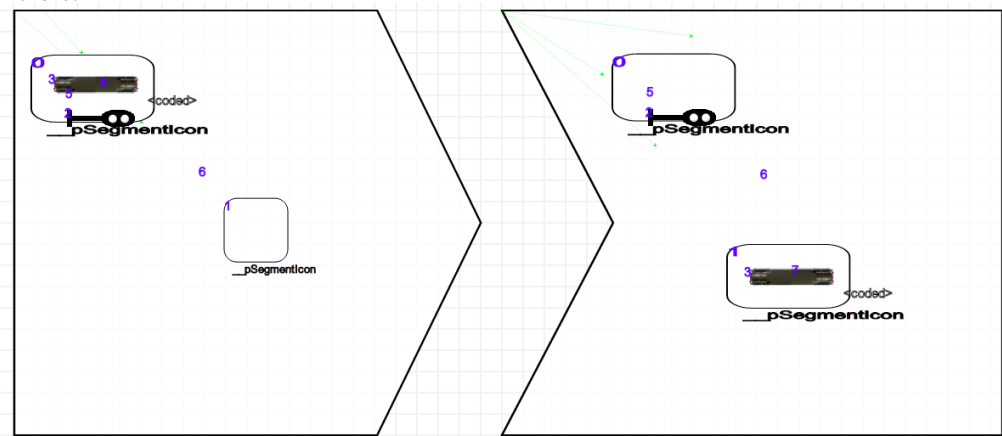 0
3
4
5
<coded>
2
__pSegmentIcon
6
1
__pSegmentIcon
0
5
2
__pSegmentIcon
6
1
3
7
<coded>
__pSegmentIcon